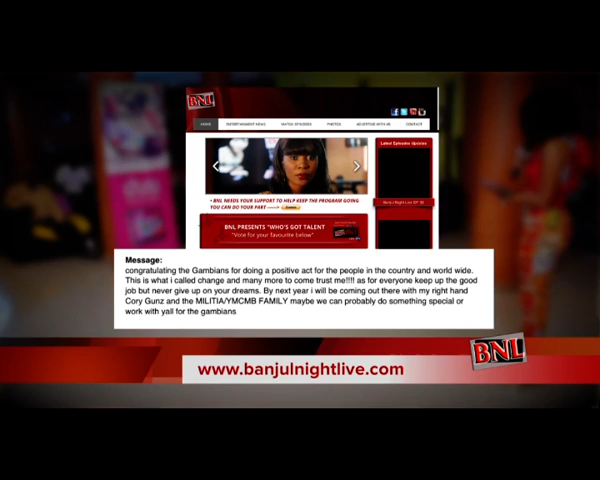 BNL
HOME ENTERTAINMENT NEWS WATCH EPISODES PHOTOS ADVERTISE WITH US CONTACT
Latest Episodes Updates
Banjul Night Live EP 30
• BNL NEEDS YOUR SUPPORT TO HELP KEEP THE PROGRAM GOING
YOU CAN DO YOUR PART ----->
BNL PRESENTS "WHO'S GOT TALENT
"Vote for your favourite below"
Message:
congratulating the Gambians for doing a positive act for the people in the country and world wide.
This is what i called change and many more to come trust me!!!! as for everyone keep up the good
job but never give up on your dreams. By next year i will be coming out there with my right hand
Cory Gunz and the MILITIA/YMCMB FAMILY maybe we can probably do something special or
work with yall for the gambians
BNL
www.banjulnightlive.com